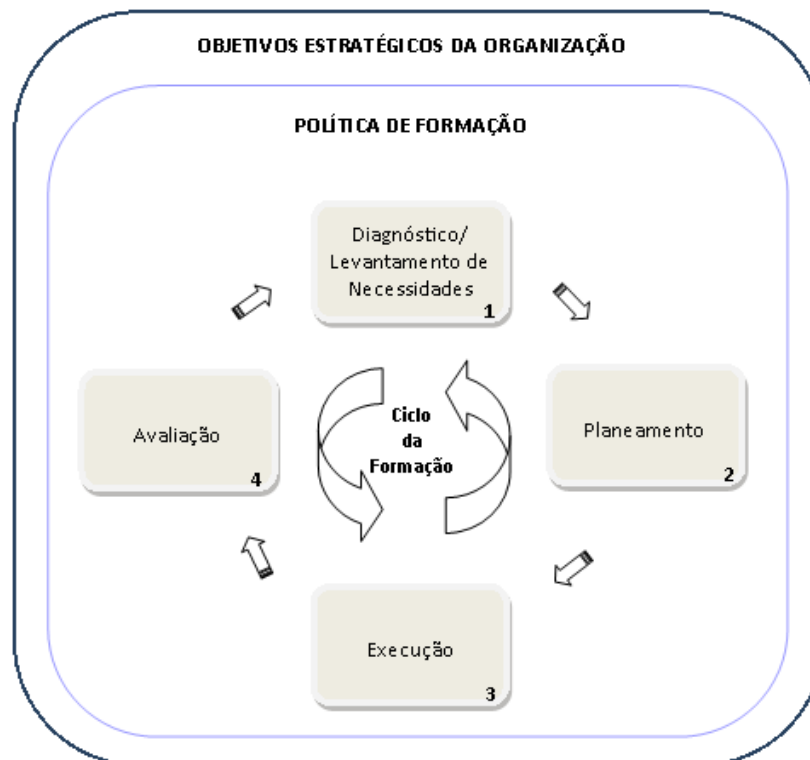 OBJETIVOS ESTRATÉGICOS DA ORGANIZAÇÃO
POLÍTICA DE FORMAÇÃO
Diagnóstico/
Levantamento de
Necessidades
1
Planeamento
2
Execução
3
Avaliação
4
Ciclo
da
Formação